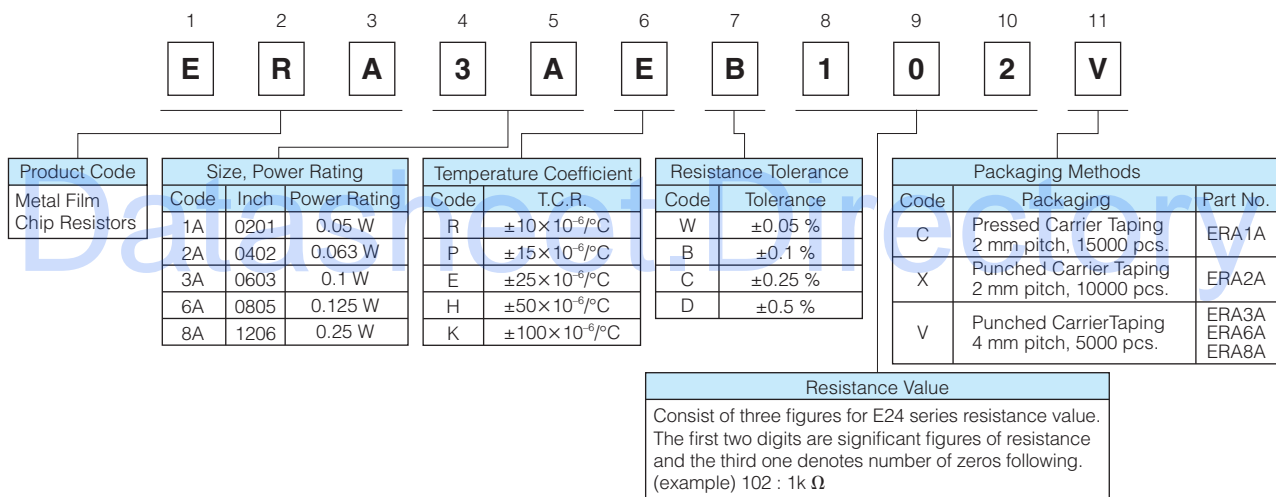 1 2 3 4 5 6 7 8 9 10 11
E R A 3 A E B 1 0 2 V
Product Code
Metal Film
Chip Resistors
Size, Power Rating
Code Inch Power Rating
1A 0201 0.05 W
2A 0402 0.063 W
3A 0603 0.1 W
6A 0805 0.125 W
8A 1206 0.25 W
Temperature Coefficient
Code T.C.R.
R ±10×10⁻⁶/°C
P ±15×10⁻⁶/°C
E ±25×10⁻⁶/°C
H ±50×10⁻⁶/°C
K ±100×10⁻⁶/°C
Resistance Tolerance
Code Tolerance
W ±0.05 %
B ±0.1 %
C ±0.25 %
D ±0.5 %
Packaging Methods
Code Packaging Part No.
C Pressed Carrier Taping
2 mm pitch, 15000 pcs. ERA1A
X Punched Carrier Taping
2 mm pitch, 10000 pcs. ERA2A
V Punched CarrierTaping
4 mm pitch, 5000 pcs.
ERA3A
ERA6A
ERA8A
Resistance Value
Consist of three figures for E24 series resistance value.
The first two digits are significant figures of resistance
and the third one denotes number of zeros following.
(example) 102 : 1k Ω
Datasheet.Directory